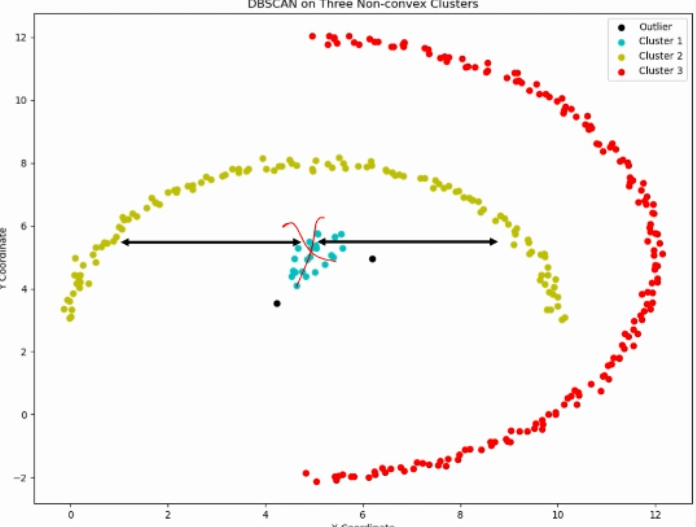 DBSCAN on Three Non-convex Clusters
Outlier
Cluster 1
Cluster 2
Cluster 3
12
10
8
6
4
2
0
−2
Y Coordinate
0
2
4
6
8
10
12
X Coordinate